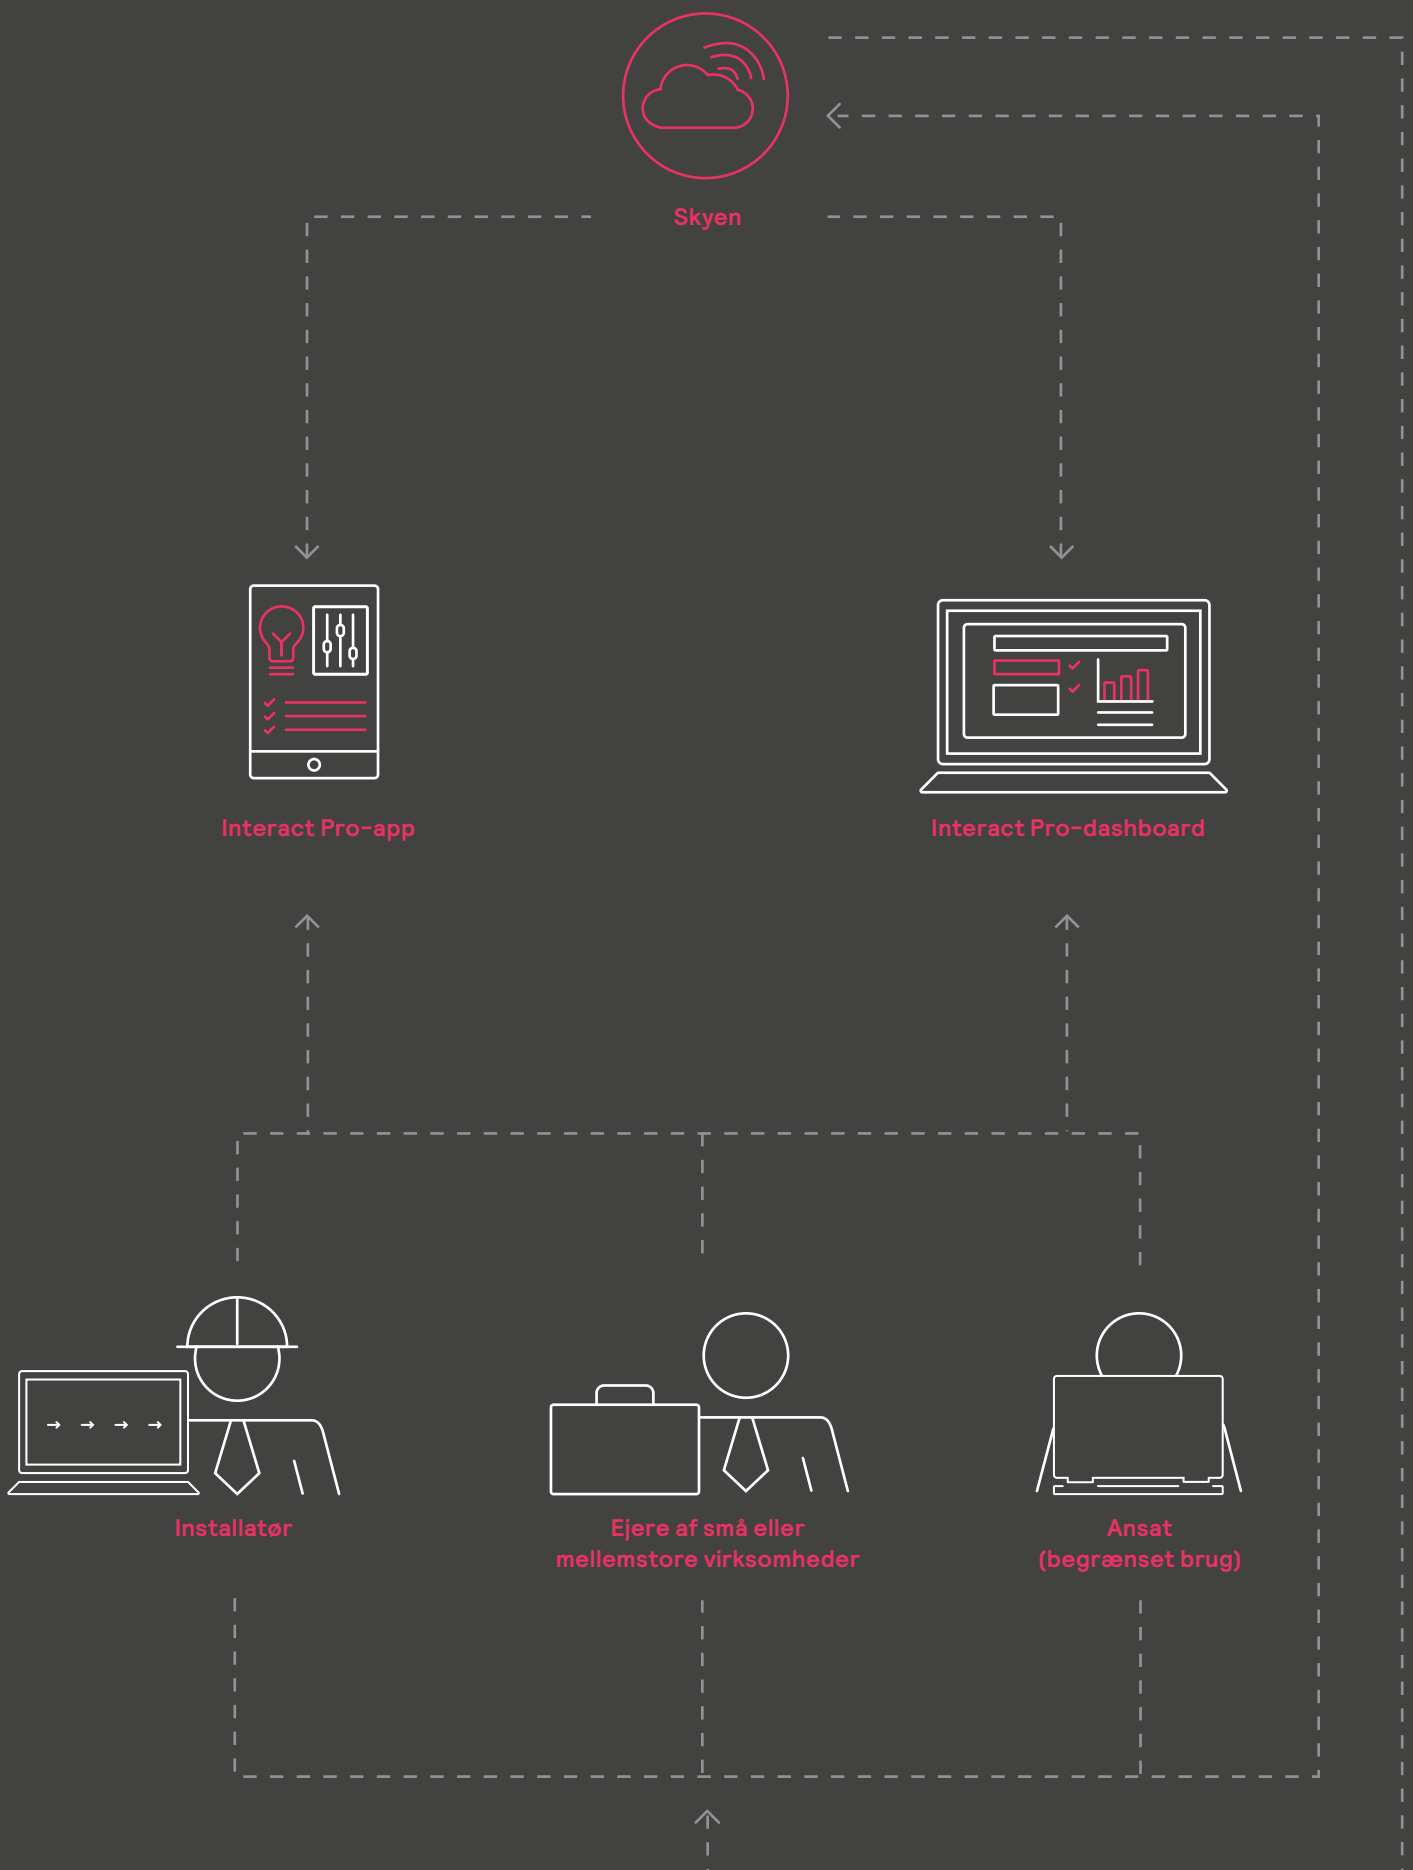 Skyen
Interact Pro-app
Interact Pro-dashboard
Installatør
Ejere af små eller
mellemstore virksomheder
Ansat
(begrænset brug)